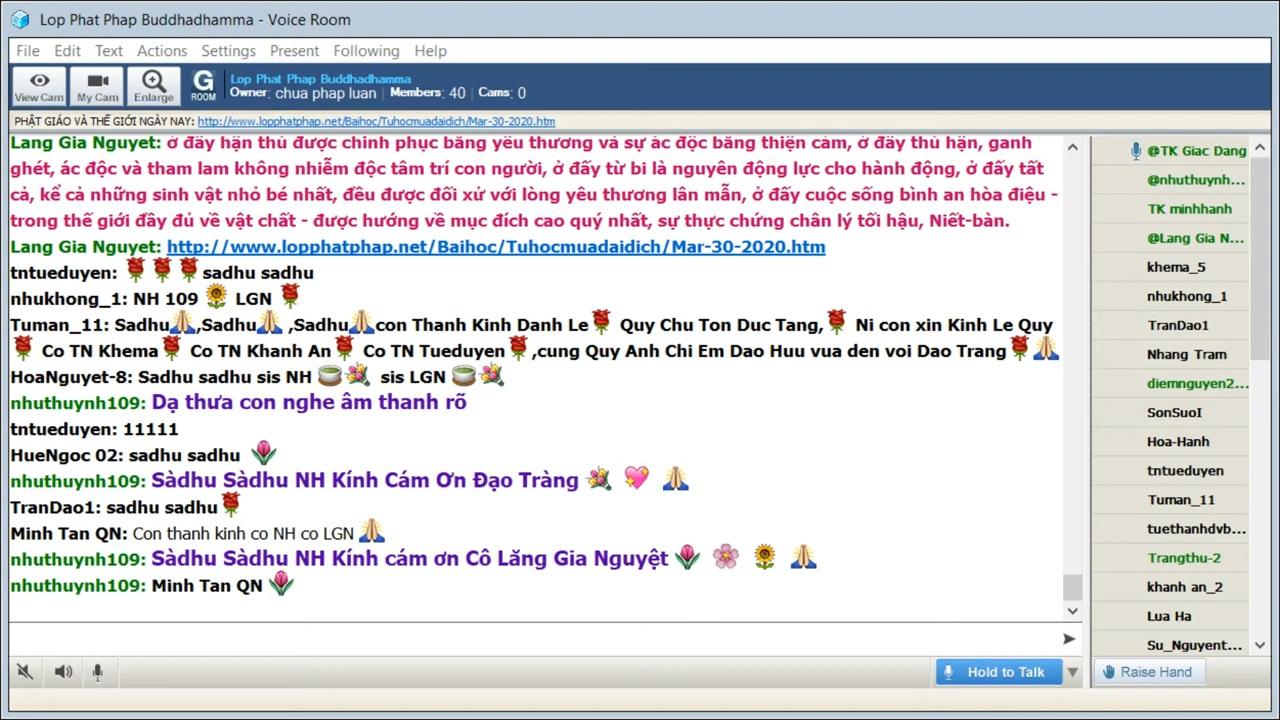 Lop Phat Phap Buddhadhamma - Voice Room
File Edit Text Actions Settings Present Following Help
View Cam My Cam Enlarge G ROOM
Lop Phat Phap Buddhadhamma
Owner: chua phap luan Members: 40 Cams: 0
PHẬT GIÁO VÀ THẾ GIỚI NGÀY NAY: http://www.lopphatphap.net/Baihoc/Tuhocmuadaidich/Mar-30-2020.htm
Lang Gia Nguyet: ở đấy hận thù được chinh phục bằng yêu thương và sự ác độc bằng thiện cảm, ở đấy thù hận, ganh
ghét, ác độc và tham lam không nhiễm độc tâm trí con người, ở đấy từ bi là nguyên động lực cho hành động, ở đấy tất
cả, kể cả những sinh vật nhỏ bé nhất, đều được đối xử với lòng yêu thương lân mẫn, ở đấy cuộc sống bình an hòa điệu -
trong thế giới đầy đủ về vật chất - được hướng về mục đích cao quý nhất, sự thực chứng chân lý tối hậu, Niết-bàn.
Lang Gia Nguyet: http://www.lopphatphap.net/Baihoc/Tuhocmuadaidich/Mar-30-2020.htm
tntueduyen: 🌹🌹🌹sadhu sadhu
nhukhong_1: NH 109 🌻 LGN 🌹
Tuman_11: Sadhu🙏,Sadhu🙏 ,Sadhu🙏con Thanh Kinh Danh Le🌹 Quy Chu Ton Duc Tang,🌹 Ni con xin Kinh Le Quy
🌹 Co TN Khema🌹 Co TN Khanh An🌹 Co TN Tueduyen🌹,cung Quy Anh Chi Em Dao Huu vua den voi Dao Trang🌹🙏
HoaNguyet-8: Sadhu sadhu sis NH 🍵💐 sis LGN 🍵💐
nhuthuynh109: Dạ thưa con nghe âm thanh rõ
tntueduyen: 11111
HueNgoc 02: sadhu sadhu 🌷
nhuthuynh109: Sàdhu Sàdhu NH Kính Cám Ơn Đạo Tràng 💐 💖 🙏
TranDao1: sadhu sadhu🌹
Minh Tan QN: Con thanh kinh co NH co LGN 🙏
nhuthuynh109: Sàdhu Sàdhu NH Kính cám ơn Cô Lăng Gia Nguyệt 🌷 🌸 🌻 🙏
nhuthuynh109: Minh Tan QN 🌷
@TK Giac Dang
@nhuthuynh...
TK minhhanh
@Lang Gia N...
khema_5
nhukhong_1
TranDao1
Nhang Tram
diemnguyen2...
SonSuoI
Hoa-Hanh
tntueduyen
Tuman_11
tuethanhdvb...
Trangthu-2
khanh an_2
Lua Ha
Su_Nguyent...
Hold to Talk
Raise Hand